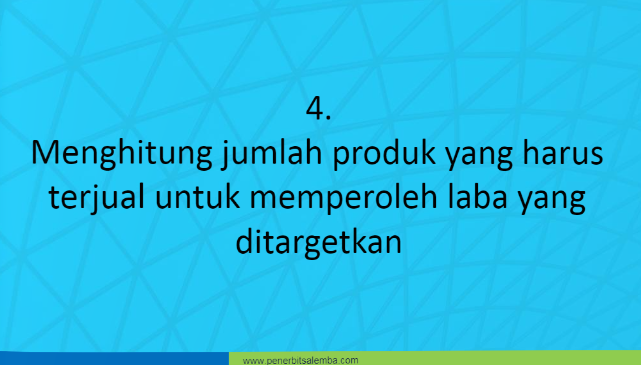 4.
Menghitung jumlah produk yang harus
terjual untuk memperoleh laba yang
ditargetkan
www.penerbitsalemba.com